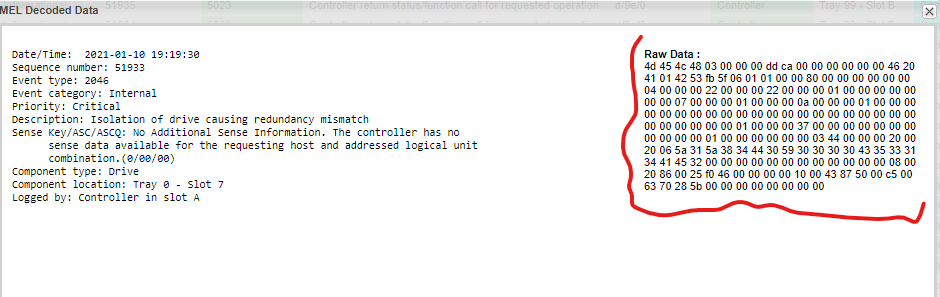 51935 5023 Controller return status/function call for requested operation d/9e/0 Controller Tray 99 - Slot B
MEL Decoded Data
Date/Time: 2021-01-10 19:19:30
Sequence number: 51933
Event type: 2046
Event category: Internal
Priority: Critical
Description: Isolation of drive causing redundancy mismatch
Sense Key/ASC/ASCQ: No Additional Sense Information. The controller has no
sense data available for the requesting host and addressed logical unit
combination.(0/00/00)
Component type: Drive
Component location: Tray 0 - Slot 7
Logged by: Controller in slot A
Raw Data :
4d 45 4c 48 03 00 00 00 dd ca 00 00 00 00 00 00 46 20
41 01 42 53 fb 5f 06 01 01 00 00 80 00 00 00 00 00 00
04 00 00 00 22 00 00 00 22 00 00 00 01 00 00 00 00 00
00 00 07 00 00 00 01 00 00 00 0a 00 00 00 01 00 00 00
00 00 00 00 00 00 00 00 00 00 00 00 00 00 00 00 00 00
00 00 00 00 00 00 01 00 00 00 37 00 00 00 00 00 00 00
00 00 00 00 01 00 00 00 00 00 00 03 44 00 00 00 20 00
20 06 5a 31 5a 38 34 44 30 59 30 30 30 30 43 35 33 31
34 41 45 32 00 00 00 00 00 00 00 00 00 00 00 00 08 00
20 86 00 25 f0 46 00 00 00 00 10 00 43 87 50 00 c5 00
63 70 28 5b 00 00 00 00 00 00 00 00